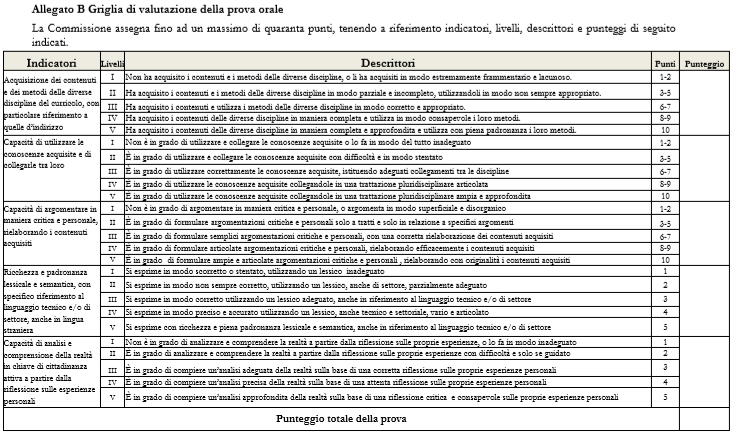 Allegato B Griglia di valutazione della prova orale
La Commissione assegna fino ad un massimo di quaranta punti, tenendo a riferimento indicatori, livelli, descrittori e punteggi di seguito
indicati.
Indicatori Livelli Descrittori Punti Punteggio
Acquisizione dei contenuti
e dei metodi delle diverse
discipline del curricolo, con
particolare riferimento a
quelle d'indirizzo
I Non ha acquisito i contenuti e i metodi delle diverse discipline, o li ha acquisiti in modo estremamente frammentario e lacunoso. 1-2
II Ha acquisito i contenuti e i metodi delle diverse discipline in modo parziale e incompleto, utilizzandoli in modo non sempre appropriato. 3-5
III Ha acquisito i contenuti e utilizza i metodi delle diverse discipline in modo corretto e appropriato. 6-7
IV Ha acquisito i contenuti delle diverse discipline in maniera completa e utilizza in modo consapevole i loro metodi. 8-9
V Ha acquisito i contenuti delle diverse discipline in maniera completa e approfondita e utilizza con piena padronanza i loro metodi. 10
Capacità di utilizzare le
conoscenze acquisite e di
collegarle tra loro
I Non è in grado di utilizzare e collegare le conoscenze acquisite o lo fa in modo del tutto inadeguato 1-2
II È in grado di utilizzare e collegare le conoscenze acquisite con difficoltà e in modo stentato 3-5
III È in grado di utilizzare correttamente le conoscenze acquisite, istituendo adeguati collegamenti tra le discipline 6-7
IV È in grado di utilizzare le conoscenze acquisite collegandole in una trattazione pluridisciplinare articolata 8-9
V È in grado di utilizzare le conoscenze acquisite collegandole in una trattazione pluridisciplinare ampia e approfondita 10
Capacità di argomentare in
maniera critica e personale,
rielaborando i contenuti
acquisiti
I Non è in grado di argomentare in maniera critica e personale, o argomenta in modo superficiale e disorganico 1-2
II È in grado di formulare argomentazioni critiche e personali solo a tratti e solo in relazione a specifici argomenti 3-5
III È in grado di formulare semplici argomentazioni critiche e personali, con una corretta rielaborazione dei contenuti acquisiti 6-7
IV È in grado di formulare articolate argomentazioni critiche e personali, rielaborando efficacemente i contenuti acquisiti 8-9
V È in grado di formulare ampie e articolate argomentazioni critiche e personali , rielaborando con originalità i contenuti acquisiti 10
Ricchezza e padronanza
lessicale e semantica, con
specifico riferimento al
linguaggio tecnico e/o di
settore, anche in lingua
straniera
I Si esprime in modo scorretto o stentato, utilizzando un lessico inadeguato 1
II Si esprime in modo non sempre corretto, utilizzando un lessico, anche di settore, parzialmente adeguato 2
III Si esprime in modo corretto utilizzando un lessico adeguato, anche in riferimento al linguaggio tecnico e/o di settore 3
IV Si esprime in modo preciso e accurato utilizzando un lessico, anche tecnico e settoriale, vario e articolato 4
V Si esprime con ricchezza e piena padronanza lessicale e semantica, anche in riferimento al linguaggio tecnico e/o di settore 5
Capacità di analisi e
comprensione della realtà
in chiave di cittadinanza
attiva a partire dalla
riflessione sulle esperienze
personali
I Non è in grado di analizzare e comprendere la realtà a partire dalla riflessione sulle proprie esperienze, o lo fa in modo inadeguato 1
II È in grado di analizzare e comprendere la realtà a partire dalla riflessione sulle proprie esperienze con difficoltà e solo se guidato 2
III È in grado di compiere un'analisi adeguata della realtà sulla base di una corretta riflessione sulle proprie esperienze personali 3
IV È in grado di compiere un'analisi precisa della realtà sulla base di una attenta riflessione sulle proprie esperienze personali 4
V È in grado di compiere un'analisi approfondita della realtà sulla base di una riflessione critica e consapevole sulle proprie esperienze personali 5
Punteggio totale della prova